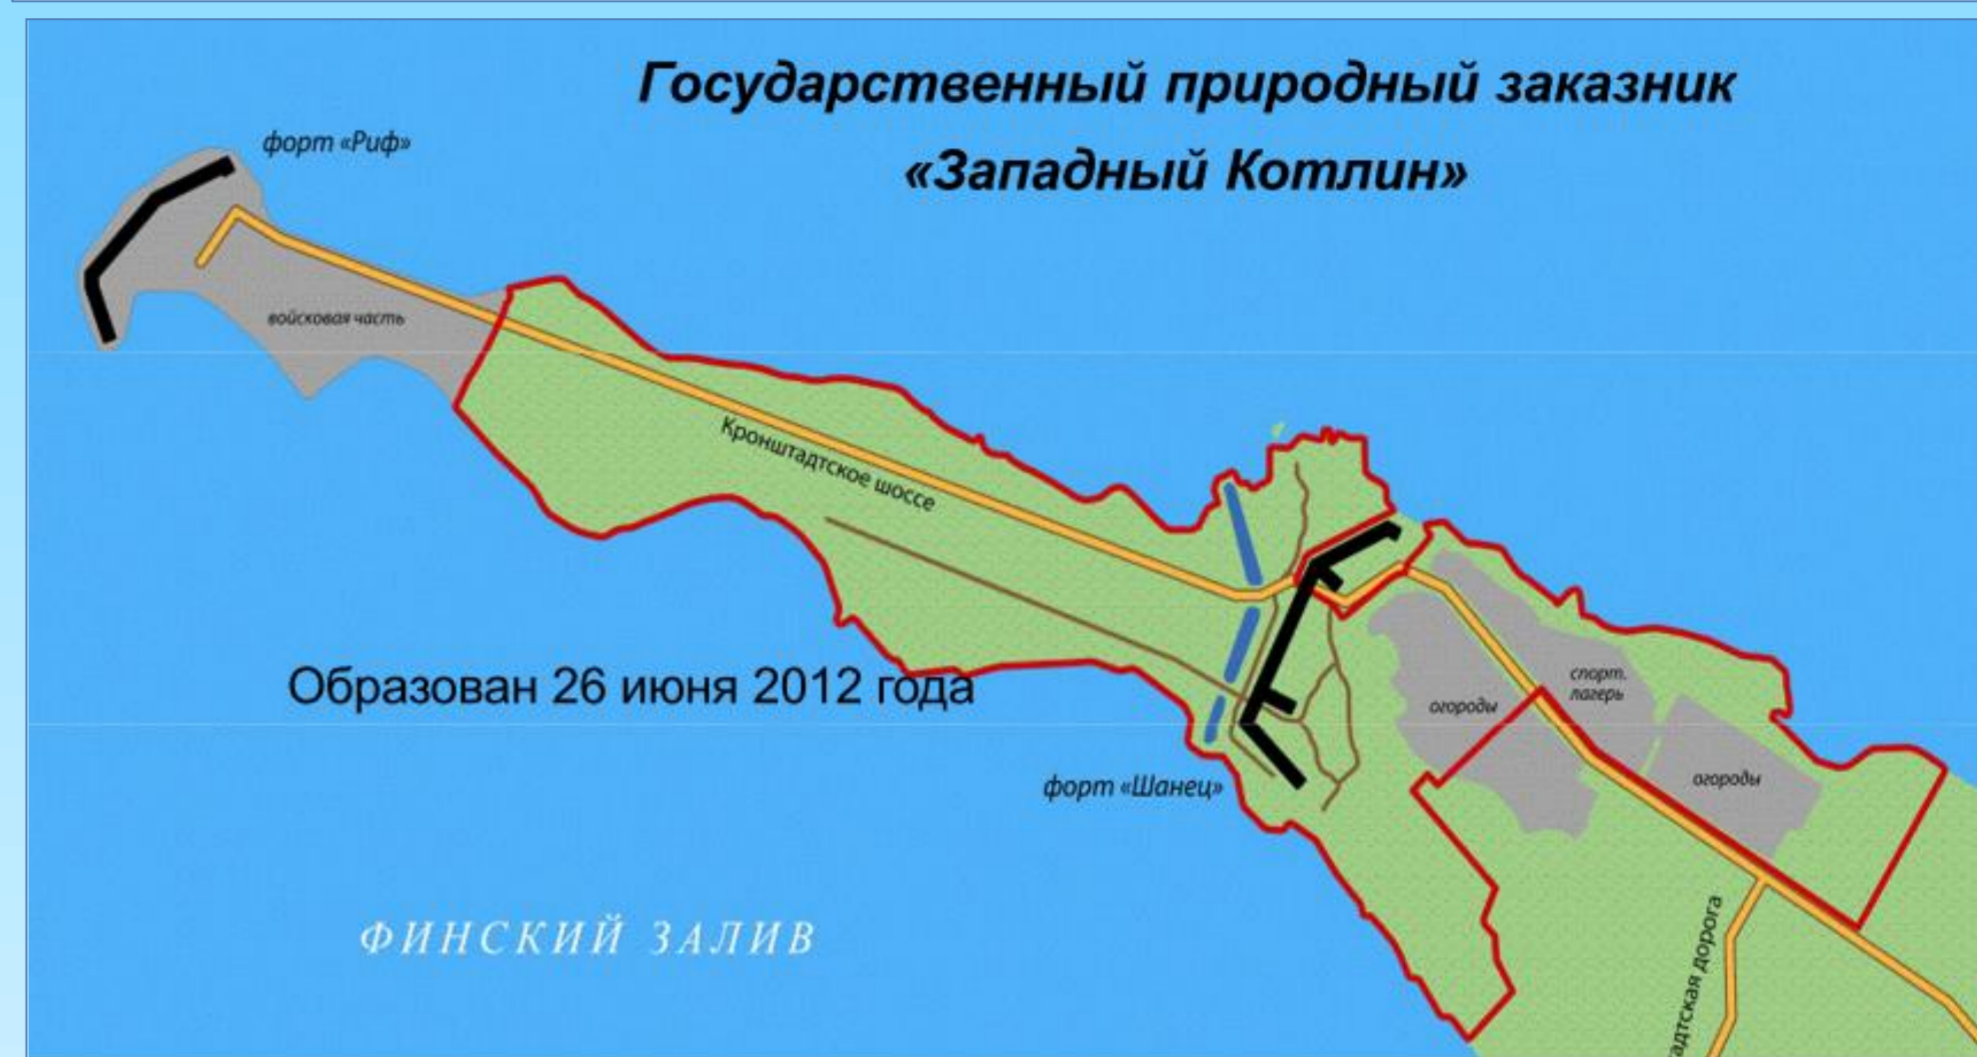 Государственный природный заказник
«Западный Котлин»
форт «Риф»
войсковая часть
Кронштадтское шоссе
Образован 26 июня 2012 года
спорт.
лагерь
огороды
огороды
форт «Шанец»
ФИНСКИЙ ЗАЛИВ
дорога